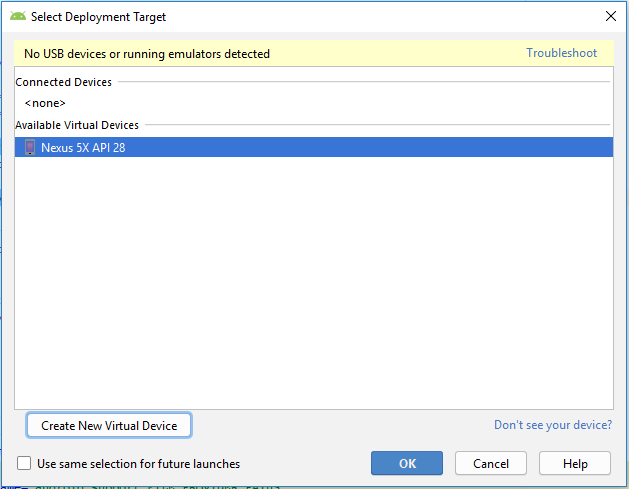 Select Deployment Target
No USB devices or running emulators detected
Troubleshoot
Connected Devices
<none>
Available Virtual Devices
Nexus 5X API 28
Create New Virtual Device
Don't see your device?
Use same selection for future launches
OK
Cancel
Help